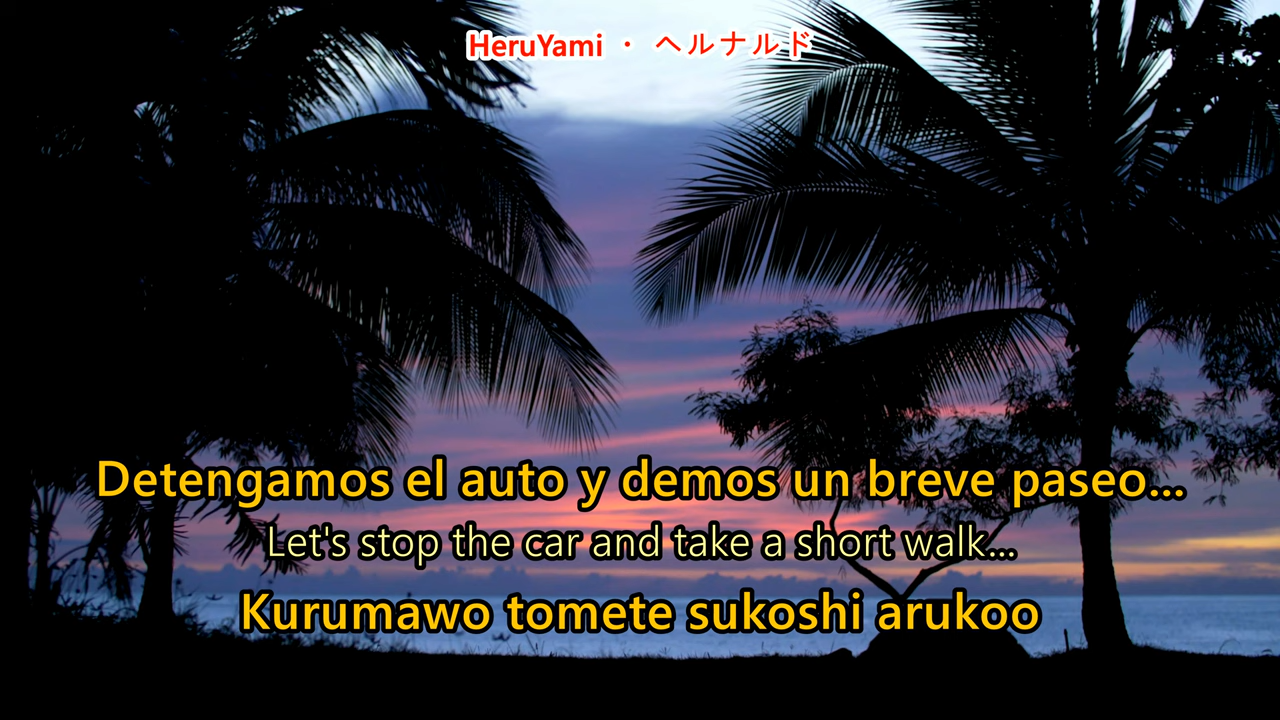 HeruYami · ヘルナルド
Detengamos el auto y demos un breve paseo...
Let's stop the car and take a short walk...
Kurumawo tomete sukoshi arukoo